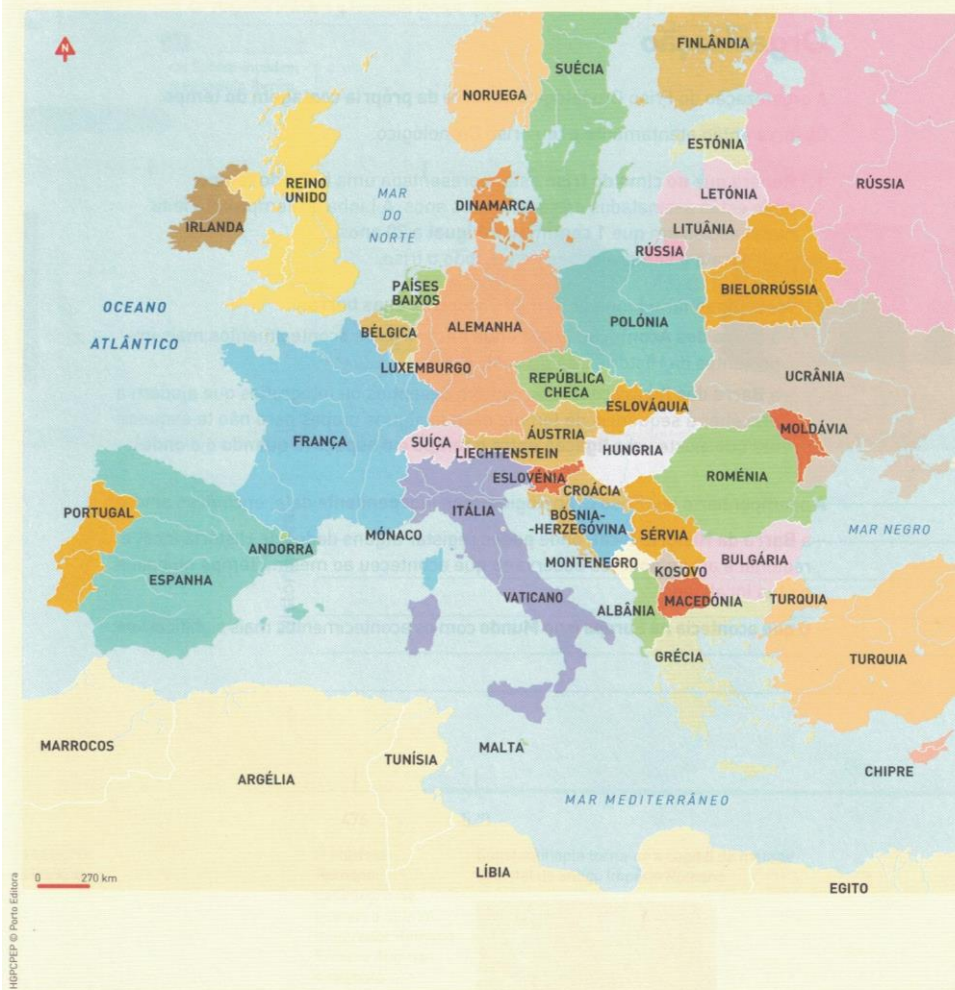 N
FINLÂNDIA
SUÉCIA
NORUEGA
ESTÓNIA
RÚSSIA
REINO
UNIDO
MAR
DO
NORTE
DINAMARCA
LETÓNIA
IRLANDA
LITUÂNIA
RÚSSIA
PAÍSES
BAIXOS
BIELORRÚSSIA
OCEANO
ATLÂNTICO
BÉLGICA
ALEMANHA
POLÓNIA
LUXEMBURGO
REPÚBLICA
CHECA
UCRÂNIA
ESLOVÁQUIA
FRANÇA
SUÍÇA
ÁUSTRIA
MOLDÁVIA
LIECHTENSTEIN
HUNGRIA
ESLOVÉNIA
ROMÉNIA
CROÁCIA
PORTUGAL
ITÁLIA
BÓSNIA-
-HERZEGÓVINA
MÓNACO
SÉRVIA
MAR NEGRO
ANDORRA
MONTENEGRO
BULGÁRIA
ESPANHA
KOSOVO
VATICANO
ALBÂNIA
MACEDÓNIA
TURQUIA
GRÉCIA
TURQUIA
MARROCOS
MALTA
TUNÍSIA
ARGÉLIA
CHIPRE
MAR MEDITERRÂNEO
LÍBIA
0 270 km
EGITO
HGPCPEP © Porto Editora